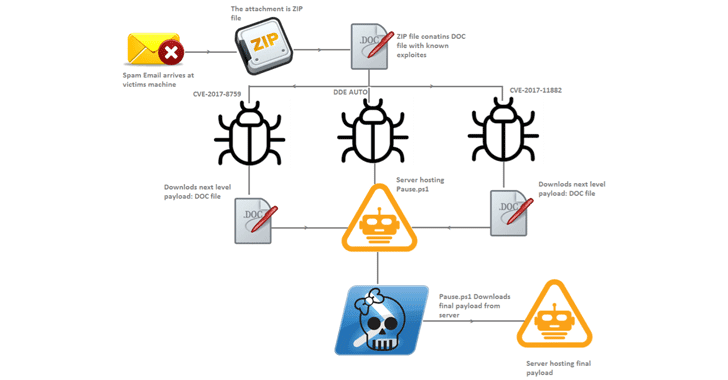 The attachment is ZIP
file
ZIP
.DOC
ZIP file conatins DOC
file with known
exploites
Spam Email arrives at
victims machine
CVE-2017-8759
DDE AUTO
CVE-2017-11882
Downlods next level
payload: DOC file
.DOC
Server hosting
Pause.ps1
Downlods next level
payload: DOC file
.DOC
Pause.ps1 Downloads
final payload from
server
Server hosting final
payload